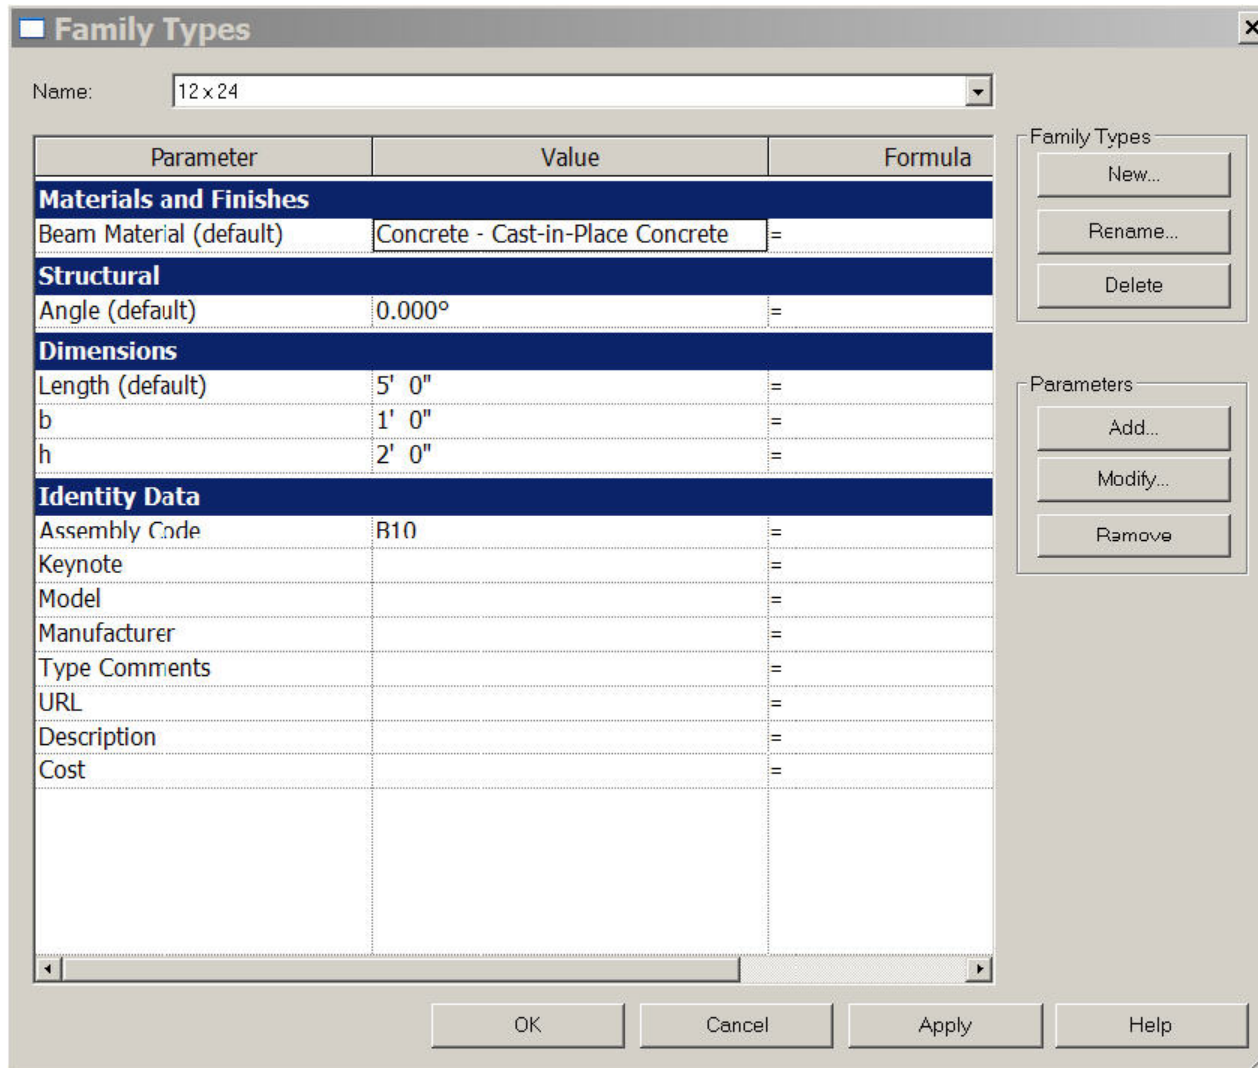 Family Types
Name: 12 x 24
Parameter Value Formula
Materials and Finishes
Beam Material (default) Concrete - Cast-in-Place Concrete =
Structural
Angle (default) 0.000° =
Dimensions
Length (default) 5' 0" =
b 1' 0" =
h 2' 0" =
Identity Data
Assembly Code B10 =
Keynote =
Model =
Manufacturer =
Type Comments =
URL =
Description =
Cost =
Family Types
New...
Rename...
Delete
Parameters
Add...
Modify...
Remove
OK Cancel Apply Help